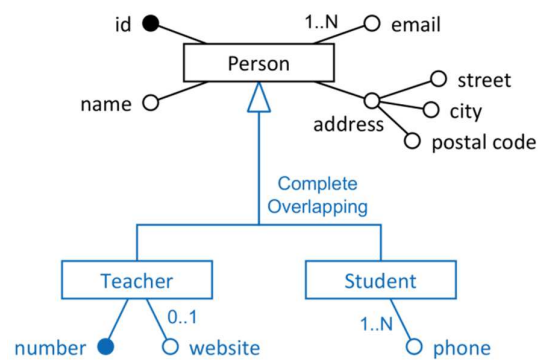 id
1..N
email
Person
name
address
street
city
postal code
Complete
Overlapping
Teacher
Student
0..1
1..N
number
website
phone